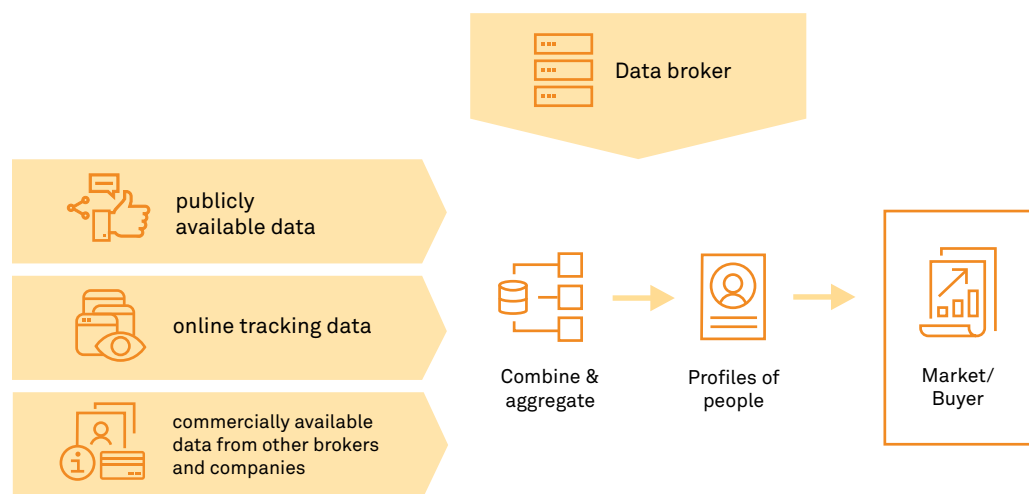 Data broker
publicly
available data
online tracking data
commercially available
data from other brokers
and companies
Combine &
aggregate
Profiles of
people
Market/
Buyer